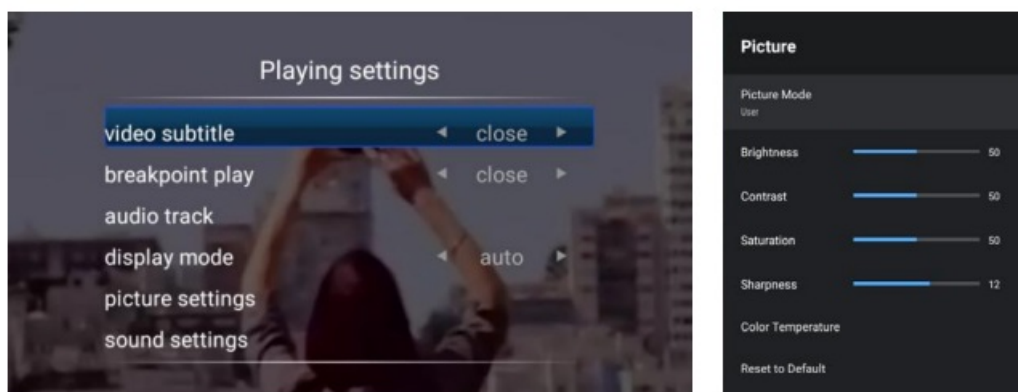 Playing settings
video subtitle ◄ close ►
breakpoint play ◄ close ►
audio track
display mode ◄ auto ►
picture settings
sound settings
Picture
Picture Mode
User
Brightness 50
Contrast 50
Saturation 50
Sharpness 12
Color Temperature
Reset to Default